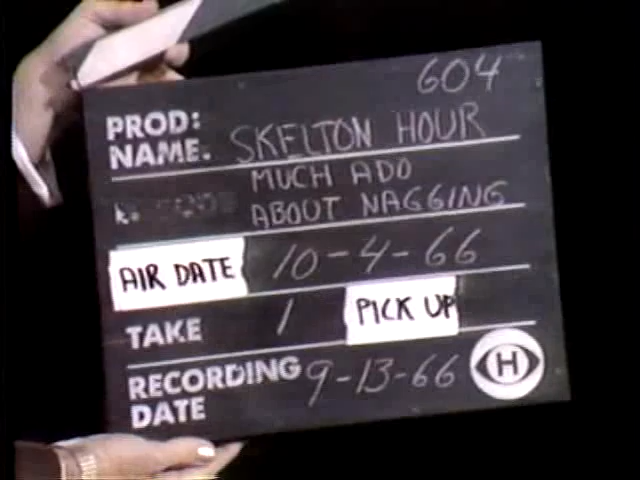 604
PROD:
NAME. SKELTON HOUR
MUCH ADO
ABOUT NAGGING
AIR DATE 10-4-66
TAKE 1 PICK UP
RECORDING 9-13-66
DATE
H